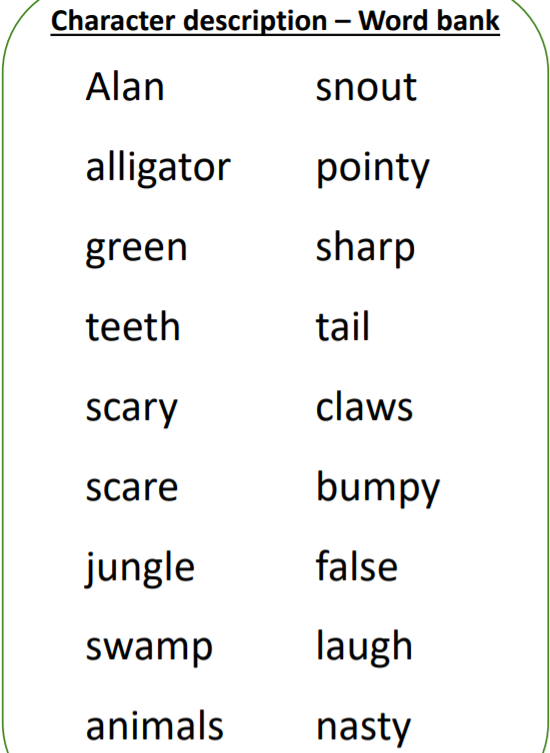 Character description – Word bank
Alan snout
alligator pointy
green sharp
teeth tail
scary claws
scare bumpy
jungle false
swamp laugh
animals nasty